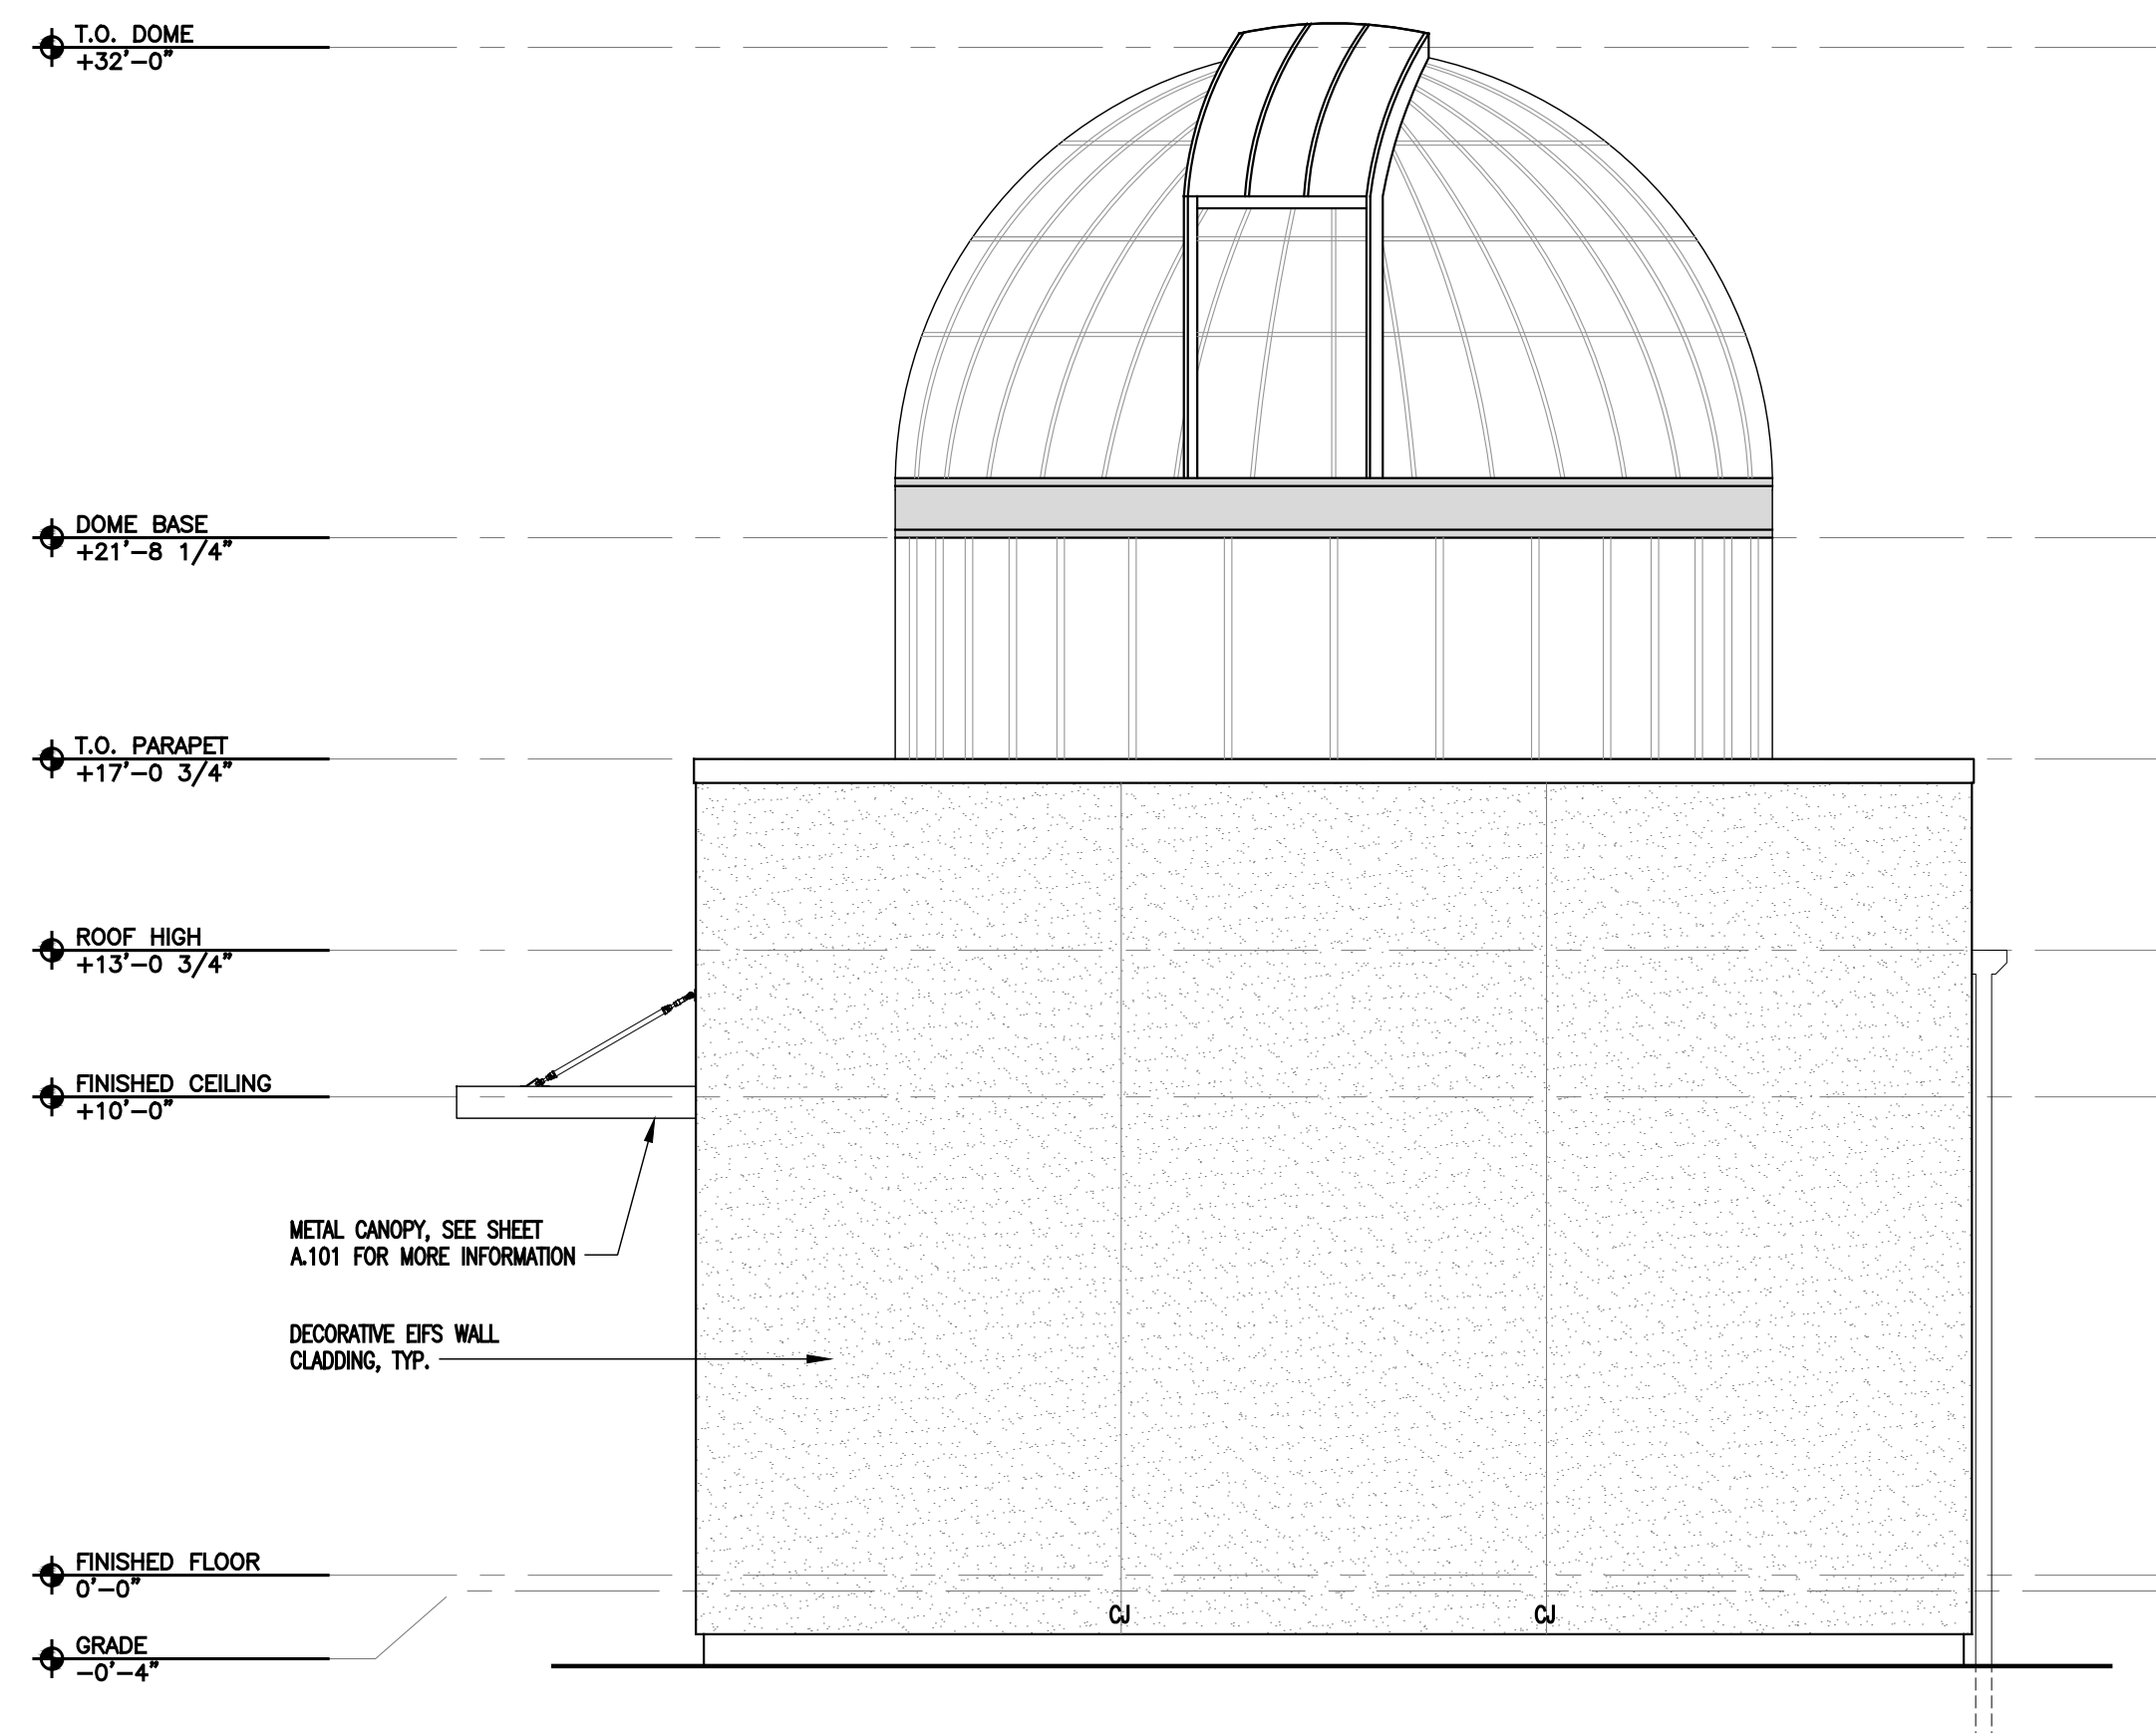 T.O. DOME
+32'-0"
DOME BASE
+21'-8 1/4"
T.O. PARAPET
+17'-0 3/4"
ROOF HIGH
+13'-0 3/4"
FINISHED CEILING
+10'-0"
METAL CANOPY, SEE SHEET
A.101 FOR MORE INFORMATION
DECORATIVE EIFS WALL
CLADDING, TYP.
FINISHED FLOOR
0'-0"
CJ
CJ
GRADE
-0'-4"